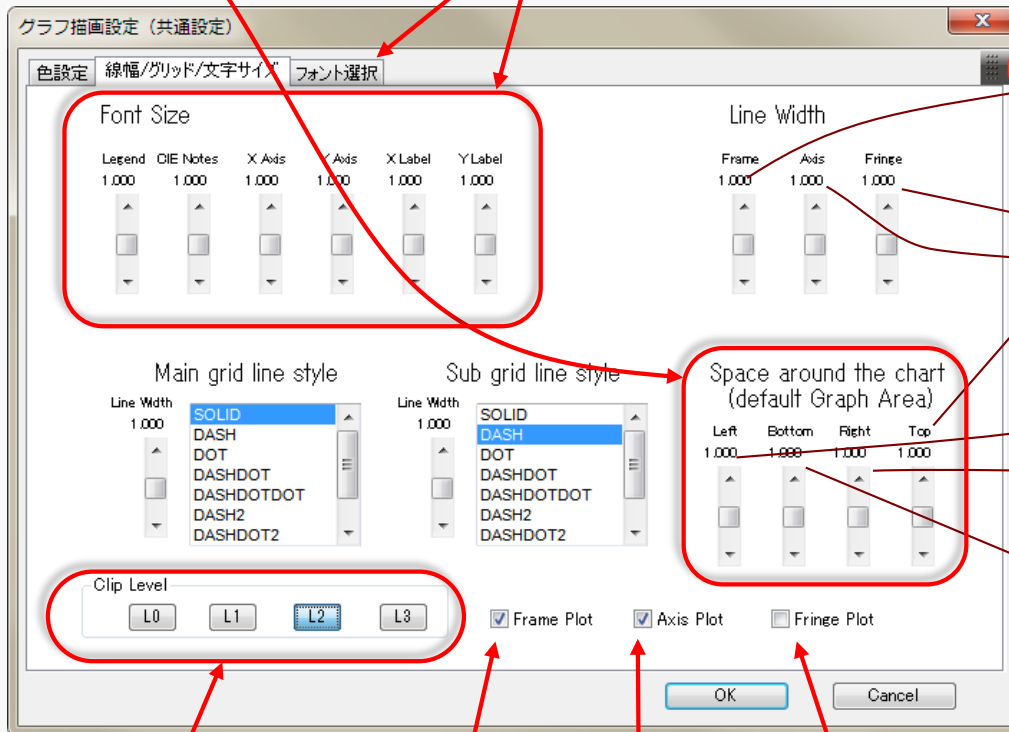 グラフ描画設定（共通設定）
色設定 線幅/グリッド/文字サイズ フォント選択
Font Size
Line Width
Legend CIE Notes X Axis Y Axis X Label Y Label
1.000 1.000 1.000 1.000 1.000 1.000
Frame Axis Fringe
1.000 1.000 1.000
Main grid line style
Line Width
1.000
SOLID
DASH
DOT
DASHDOT
DASHDOTDOT
DASH2
DASHDOT2
Sub grid line style
Line Width
1.000
SOLID
DASH
DOT
DASHDOT
DASHDOTDOT
DASH2
DASHDOT2
Space around the chart
(default Graph Area)
Left Bottom Right Top
1.000 1.000 1.000 1.000
Clip Level
L0 L1 L2 L3
Frame Plot Axis Plot Fringe Plot
OK Cancel